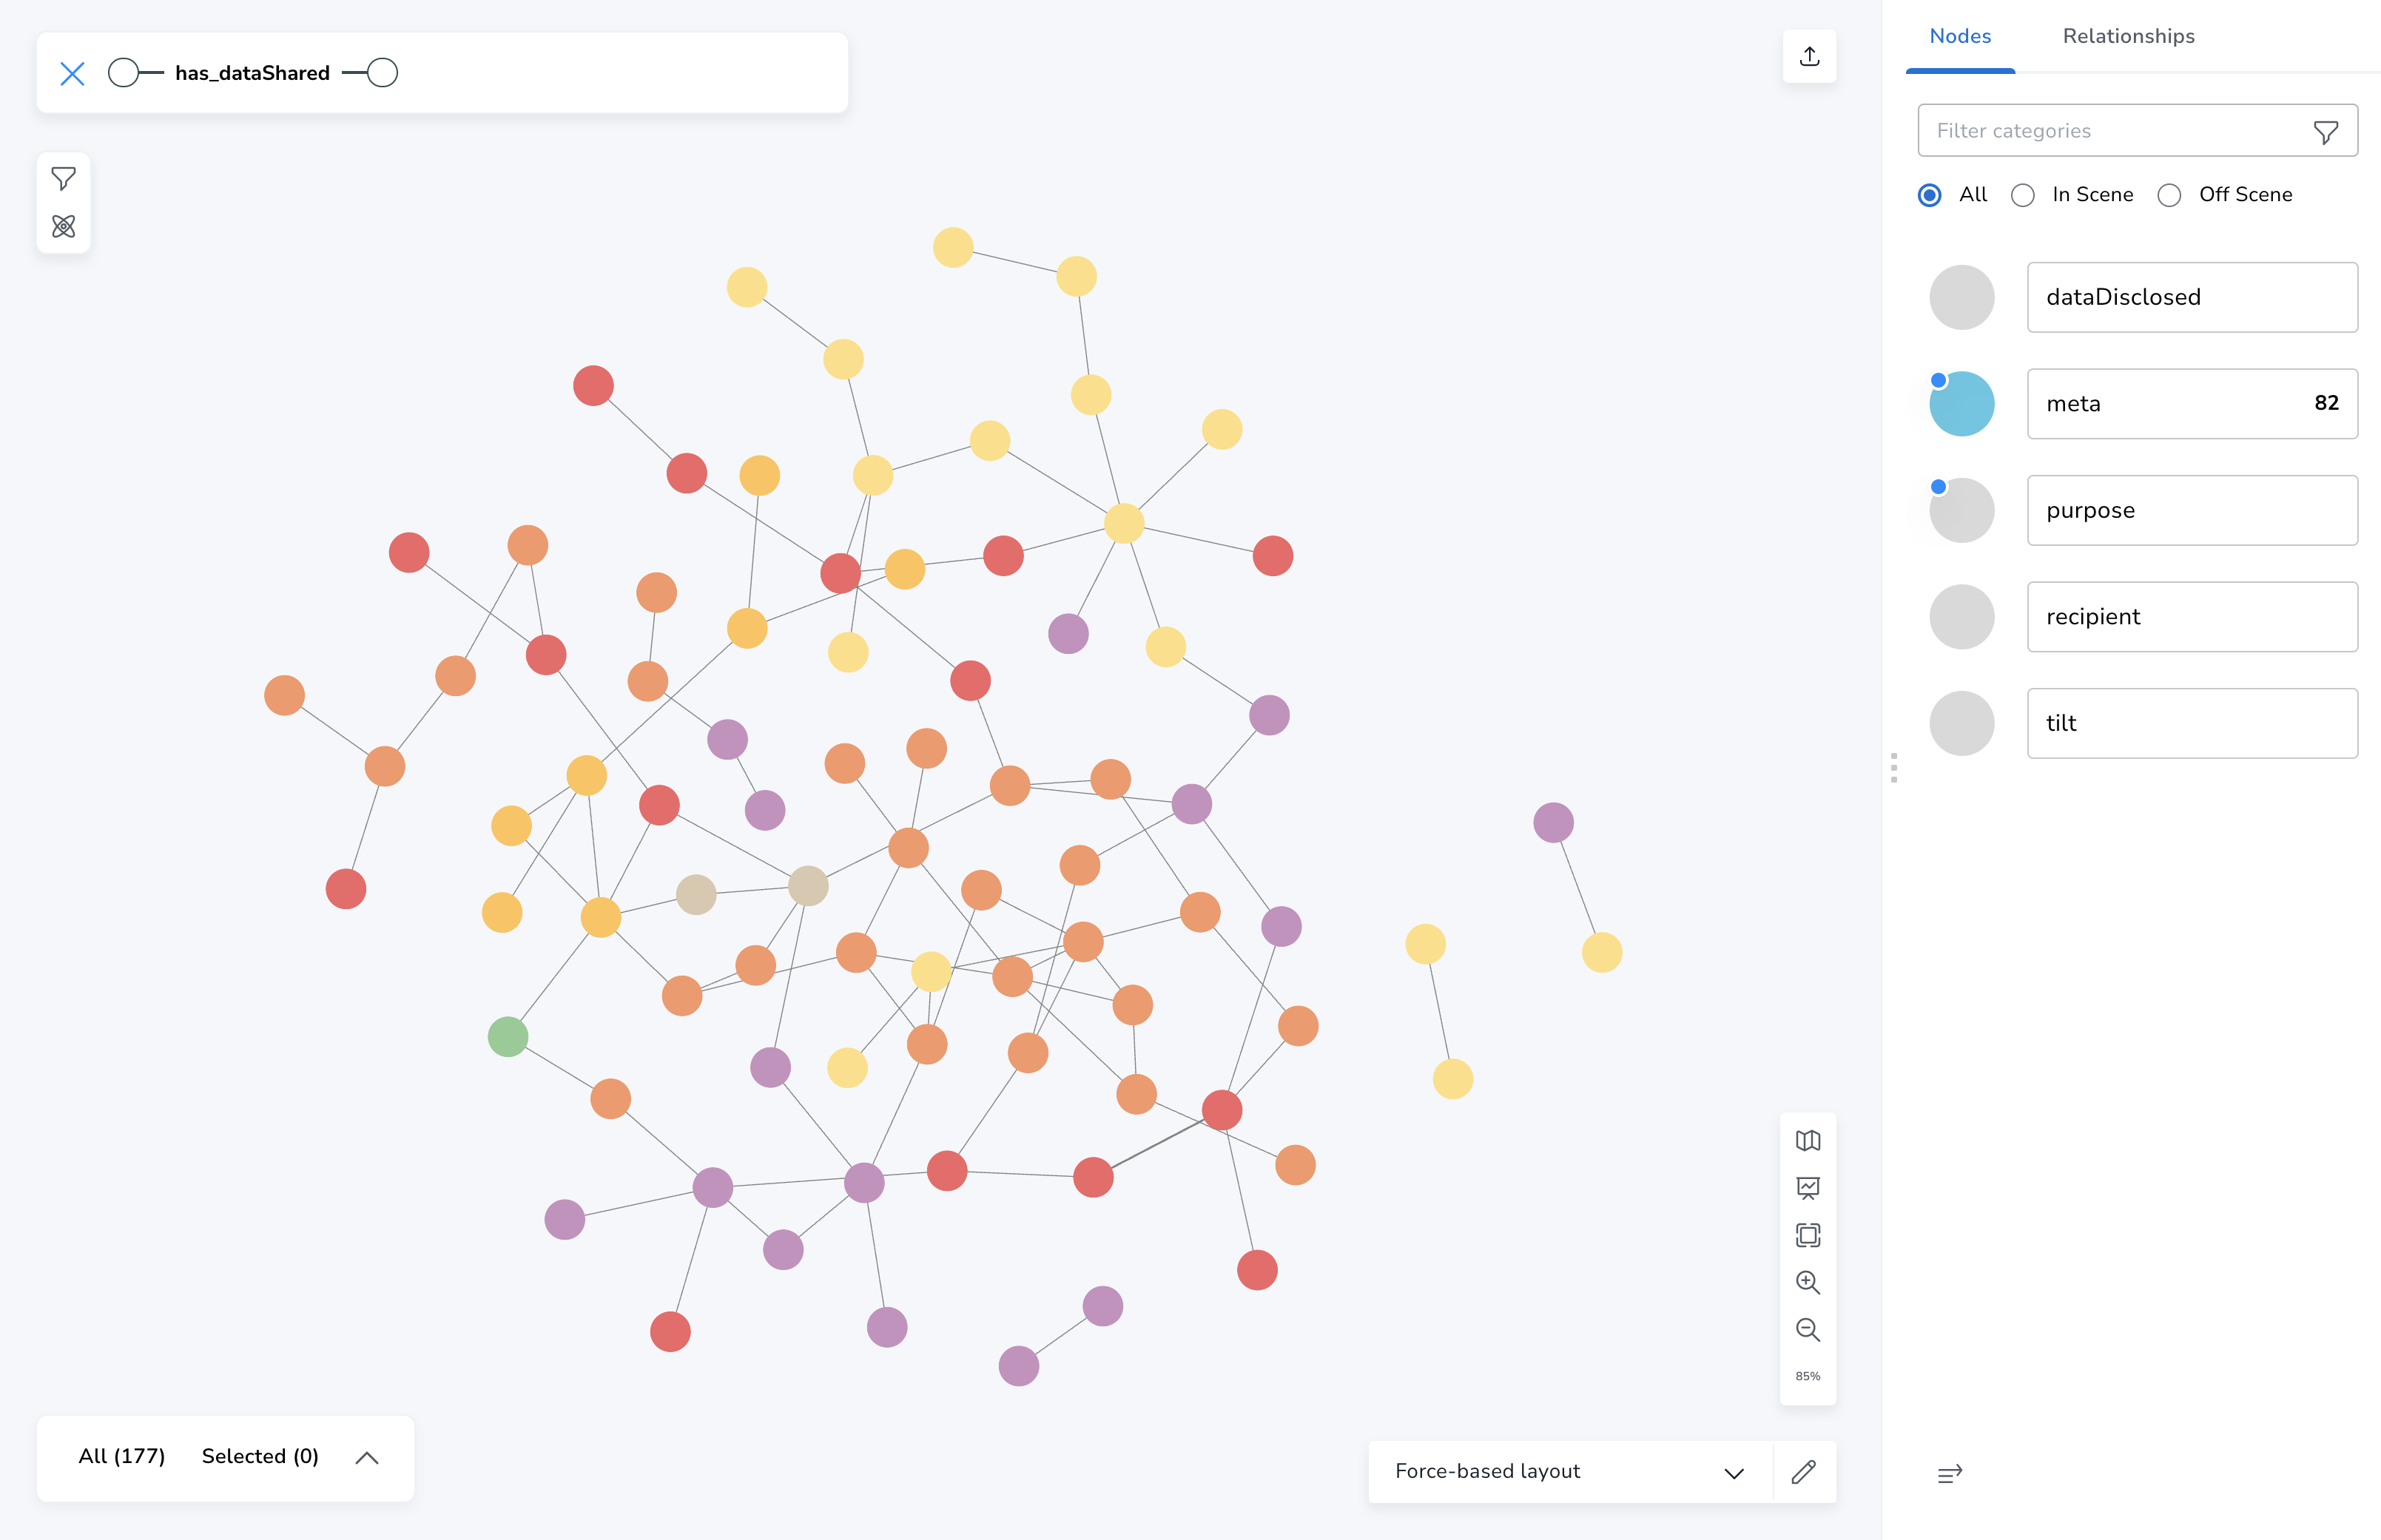 has_dataShared
Nodes
Relationships
Filter categories
All
In Scene
Off Scene
dataDisclosed
meta
82
purpose
recipient
tilt
85%
All (177)
Selected (0)
Force-based layout